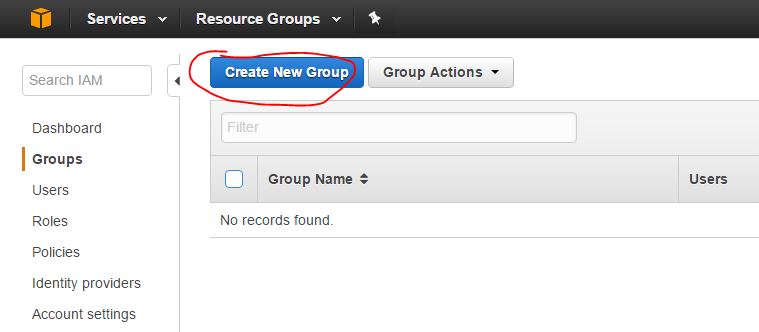 Services Resource Groups
Search IAM
Create New Group Group Actions
Dashboard
Filter
Groups
Group Name Users
Users
Roles
No records found.
Policies
Identity providers
Account settings